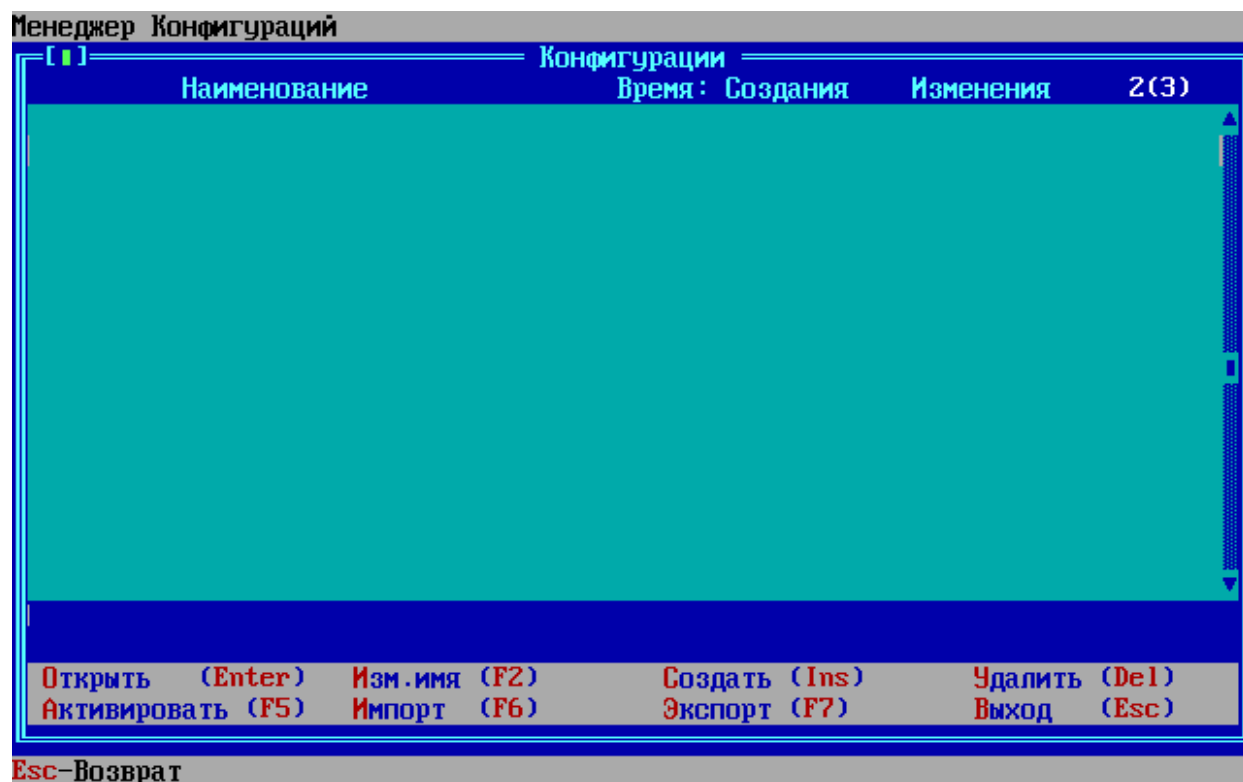 Менеджер Конфигураций
[▮] Конфигурации
Наименование Время: Создания Изменения 2(3)
Открыть (Enter) Изм.имя (F2) Создать (Ins) Удалить (Del)
Активировать (F5) Импорт (F6) Экспорт (F7) Выход (Esc)
Esc-Возврат